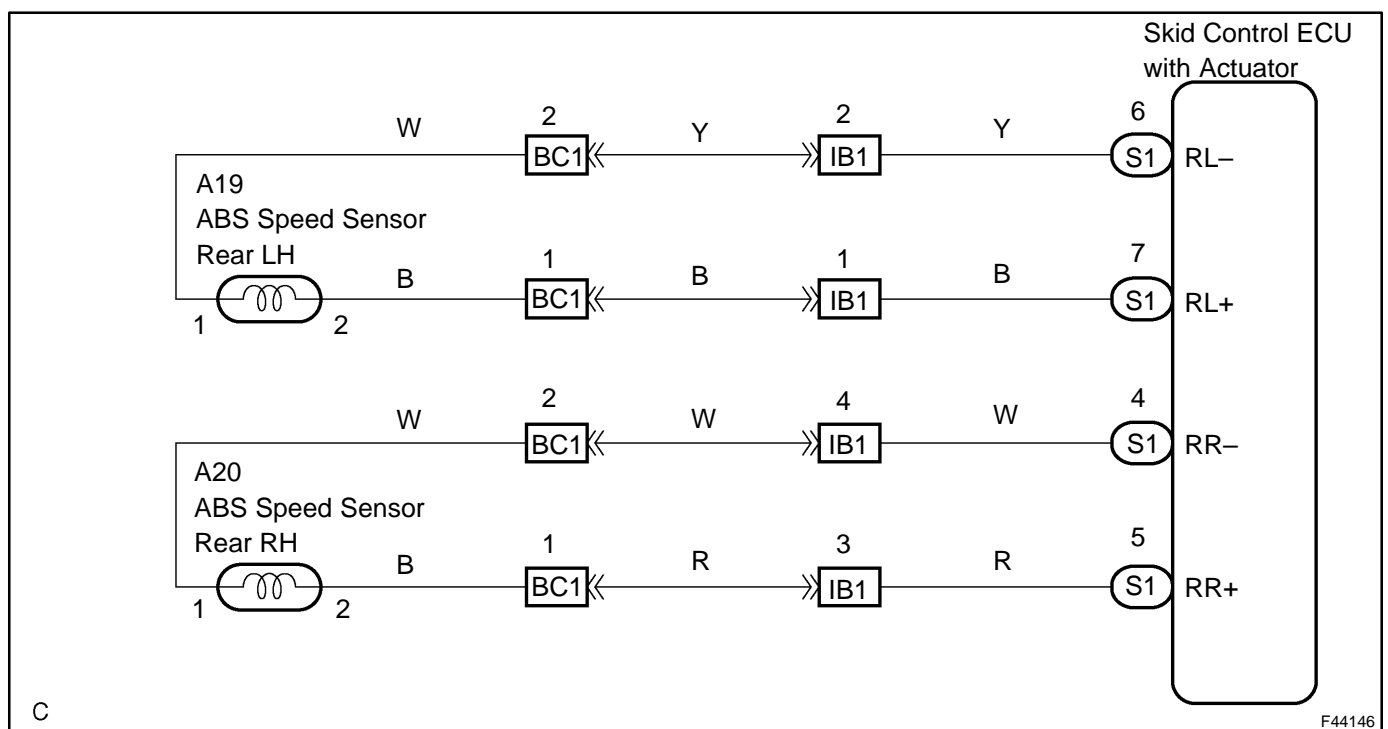 Skid Control ECU
with Actuator
W
2
BC1
Y
2
IB1
Y
6
S1
RL–
A19
ABS Speed Sensor
Rear LH
1
2
B
1
BC1
B
1
IB1
B
7
S1
RL+
W
2
BC1
W
4
IB1
W
4
S1
RR–
A20
ABS Speed Sensor
Rear RH
1
2
B
1
BC1
R
3
IB1
R
5
S1
RR+
C
F44146